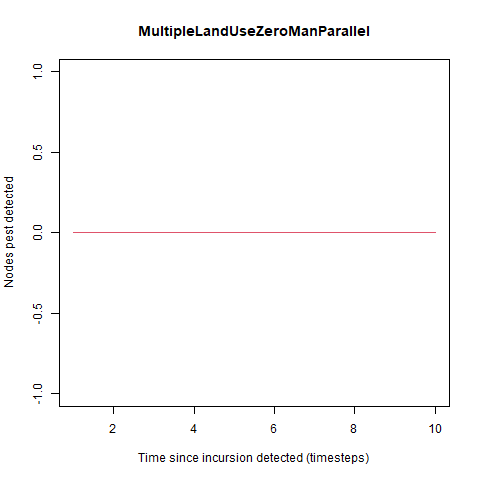 MultipleLandUseZeroManParallel
Nodes pest detected
1.0
0.5
0.0
-0.5
-1.0
2 4 6 8 10
Time since incursion detected (timesteps)